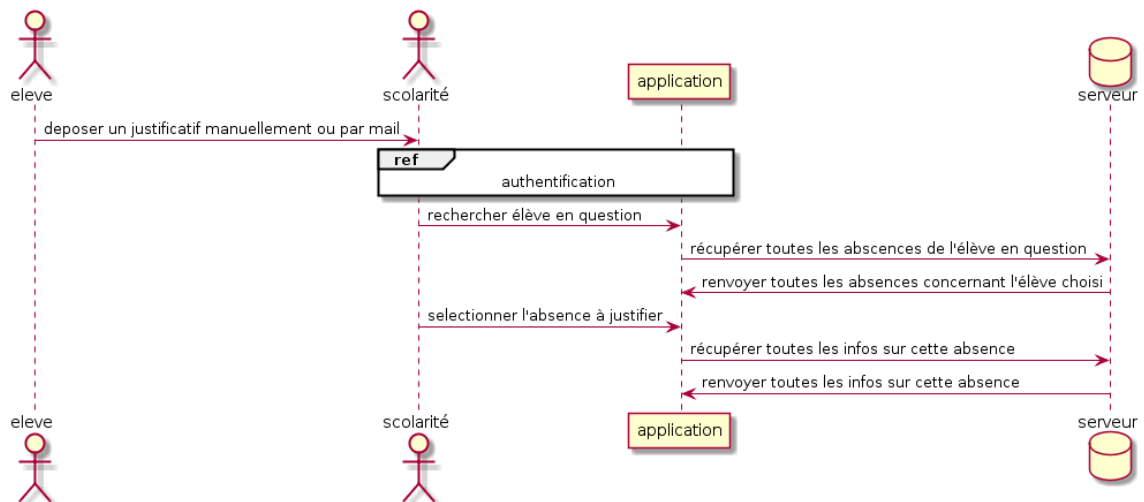 eleve
scolarité
application
serveur
deposer un justificatif manuellement ou par mail
ref
authentification
rechercher élève en question
récupérer toutes les abscences de l'élève en question
renvoyer toutes les absences concernant l'élève choisi
selectionner l'absence à justifier
récupérer toutes les infos sur cette absence
renvoyer toutes les infos sur cette absence
eleve
scolarité
application
serveur